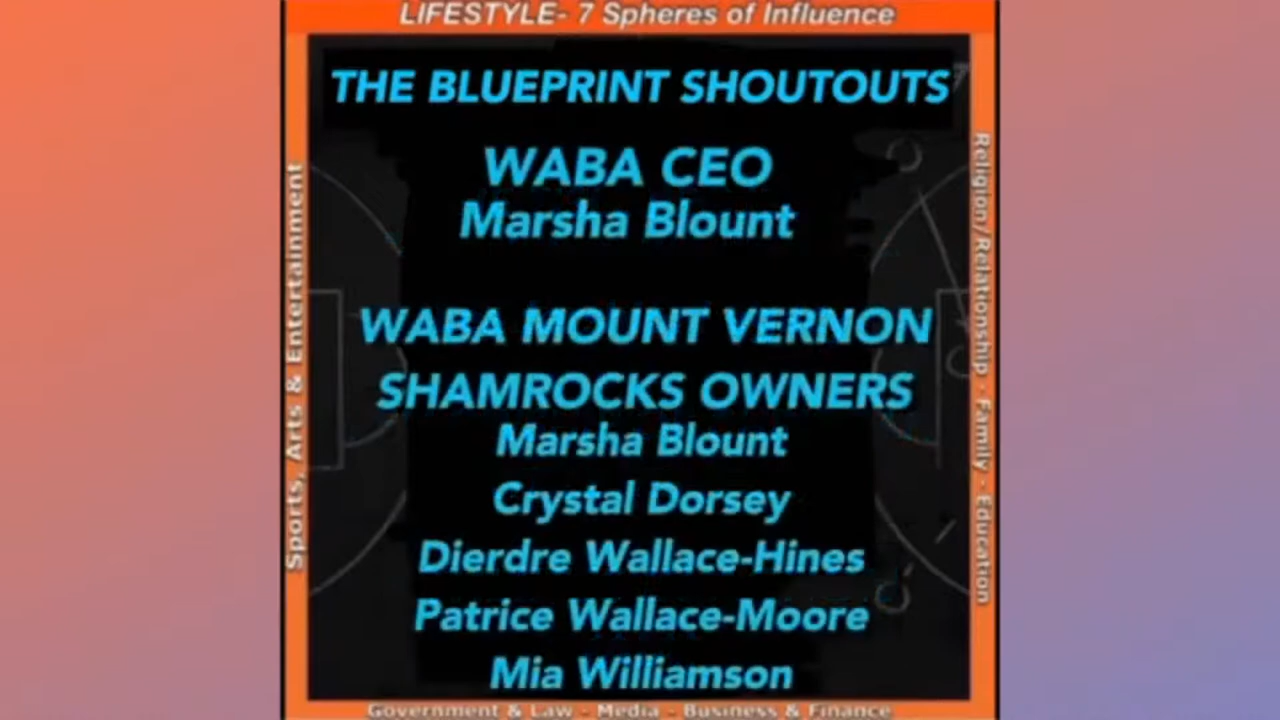 LIFESTYLE- 7 Spheres of Influence
THE BLUEPRINT SHOUTOUTS
WABA CEO
Marsha Blount
WABA MOUNT VERNON
SHAMROCKS OWNERS
Marsha Blount
Crystal Dorsey
Dierdre Wallace-Hines
Patrice Wallace-Moore
Mia Williamson
Sports, Arts & Entertainment
Religion/Relationship - Family - Education
Government & Law - Media - Business & Finance